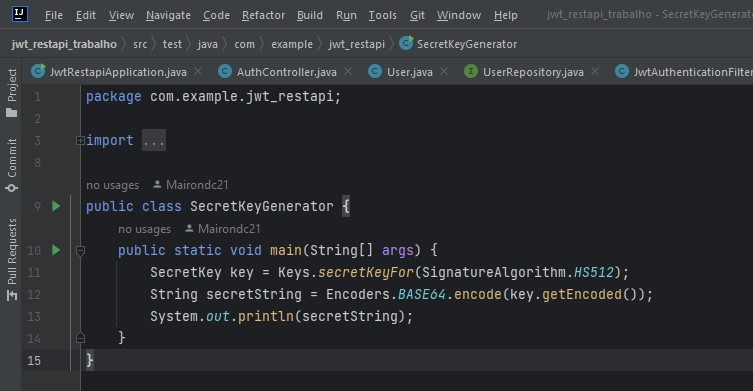 IJ File Edit View Navigate Code Refactor Build Run Tools Git Window Help jwt_restapi_trabalho - SecretKeyGenerator
jwt_restapi_trabalho src test java com example jwt_restapi SecretKeyGenerator
JwtRestapiApplication.java AuthController.java User.java UserRepository.java JwtAuthenticationFilter
Project
Commit
Pull Requests
1 package com.example.jwt_restapi;
2
3 import ...
8
no usages Mairondc21
9 public class SecretKeyGenerator {
no usages Mairondc21
10 public static void main(String[] args) {
11 SecretKey key = Keys.secretKeyFor(SignatureAlgorithm.HS512);
12 String secretString = Encoders.BASE64.encode(key.getEncoded());
13 System.out.println(secretString);
14 }
15 }